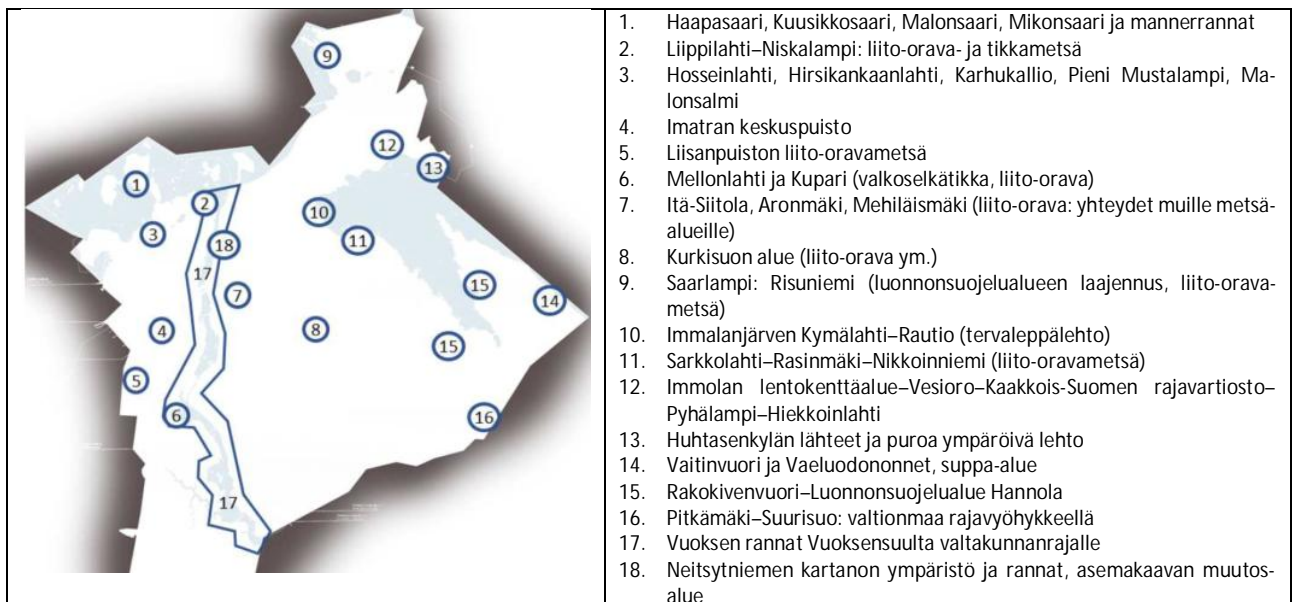 9
12
13
1
2
10
3
18
11
17
15
7
14
4
8
15
5
6
16
17
1. Haapasaari, Kuusikkosaari, Malonsaari, Mikonsaari ja mannerrannat
2. Liippilahti–Niskalampi: liito-orava- ja tikkametsä
3. Hosseinlahti, Hirsikankaanlahti, Karhukallio, Pieni Mustalampi, Ma-
lonsalmi
4. Imatran keskuspuisto
5. Liisanpuiston liito-oravametsä
6. Mellonlahti ja Kupari (valkoselkätikka, liito-orava)
7. Itä-Siitola, Aronmäki, Mehiläismäki (liito-orava: yhteydet muille metsä-
alueille)
8. Kurkisuon alue (liito-orava ym.)
9. Saarlampi: Risuniemi (luonnonsuojelualueen laajennus, liito-orava-
metsä)
10. Immalanjärven Kymälahti–Rautio (tervaleppälehto)
11. Sarkkolahti–Rasinmäki–Nikkoinniemi (liito-oravametsä)
12. Immolan lentokenttäalue–Vesioro–Kaakkois-Suomen rajavartiosto–
Pyhälampi–Hiekkoinlahti
13. Huhtasenkylän lähteet ja puroa ympäröivä lehto
14. Vaitinvuori ja Vaeluodononnet, suppa-alue
15. Rakokivenvuori–Luonnonsuojelualue Hannola
16. Pitkämäki–Suurisuo: valtionmaa rajavyöhykkeellä
17. Vuoksen rannat Vuoksensuulta valtakunnanrajalle
18. Neitsytniemen kartanon ympäristö ja rannat, asemakaavan muutos-
alue